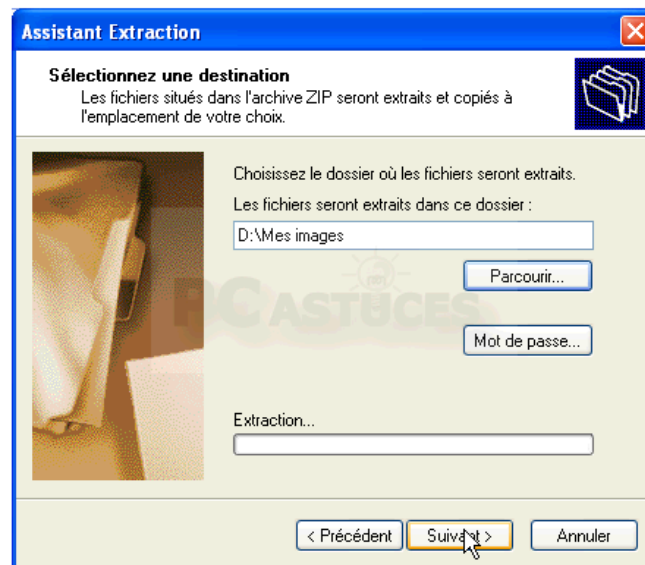 Assistant Extraction
Sélectionnez une destination
Les fichiers situés dans l'archive ZIP seront extraits et copiés à
l'emplacement de votre choix.
Choisissez le dossier où les fichiers seront extraits.
Les fichiers seront extraits dans ce dossier :
D:\Mes images
Parcourir...
PC ASTUCES
Mot de passe...
Extraction...
< Précédent
Suivant >
Annuler